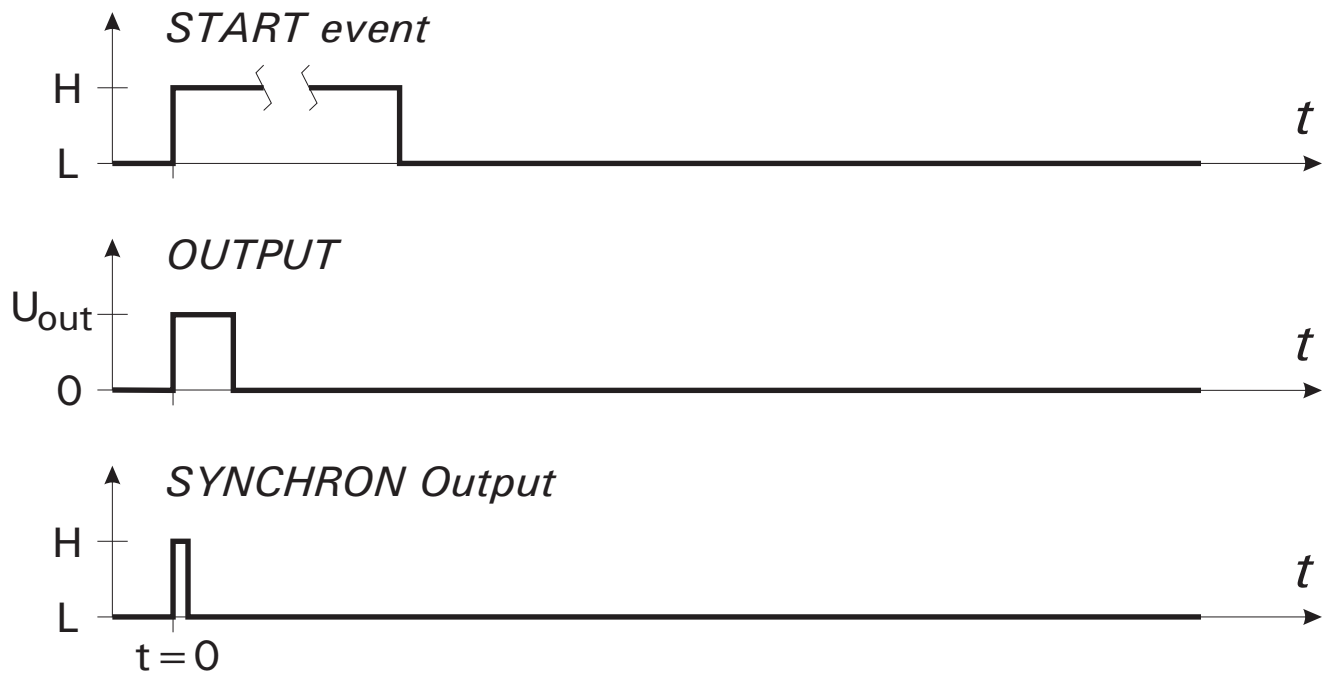 START event
H
t
L
OUTPUT
Uout
t
0
SYNCHRON Output
H
t
L
t = 0